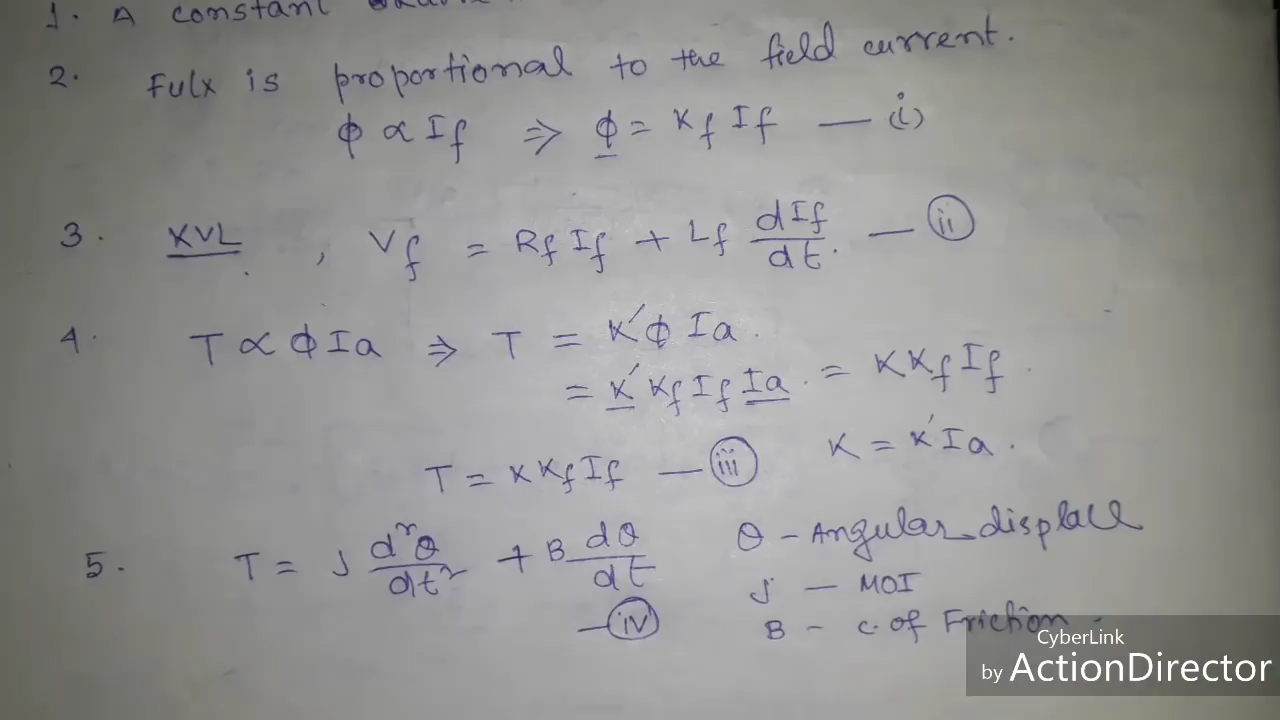 1. A constant
2. Fulx is proportional to the field current.
ϕ ∝ If ⇒ ϕ = Kf If — (i)
3. KVL , Vf = Rf If + Lf dIf/dt. — (ii)
4. T ∝ ϕ Ia ⇒ T = K′ϕ Ia.
= K′ Kf If Ia. = K Kf If.
K = K′Ia.
T = K Kf If — (iii)
5. T = J d²θ/dt² + B dθ/dt — (iv)
θ - Angular displace
J — MOI
B - c. of Friction -
CyberLink
by ActionDirector